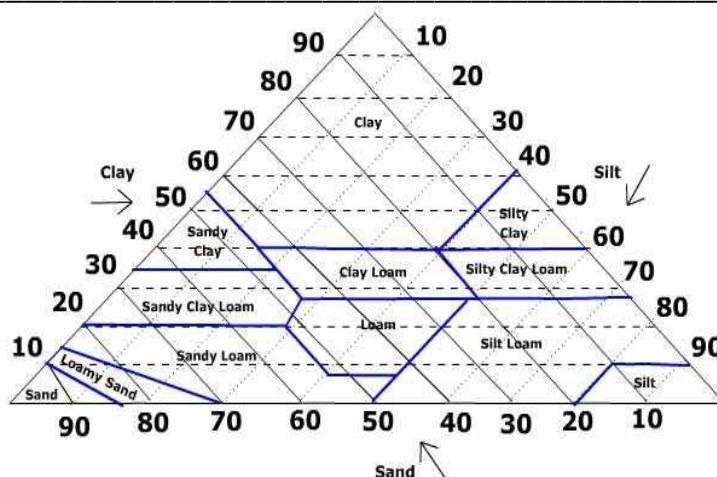 90 10
80 20
Clay
70 30
60 40
Clay Silt
50 50
Silty
Clay
40 60
Sandy
Clay
30 Clay Loam Silty Clay Loam 70
20 Sandy Clay Loam 80
Loam
10 Sandy Loam Silt Loam 90
Loamy Sand
Sand Silt
90 80 70 60 50 40 30 20 10
Sand